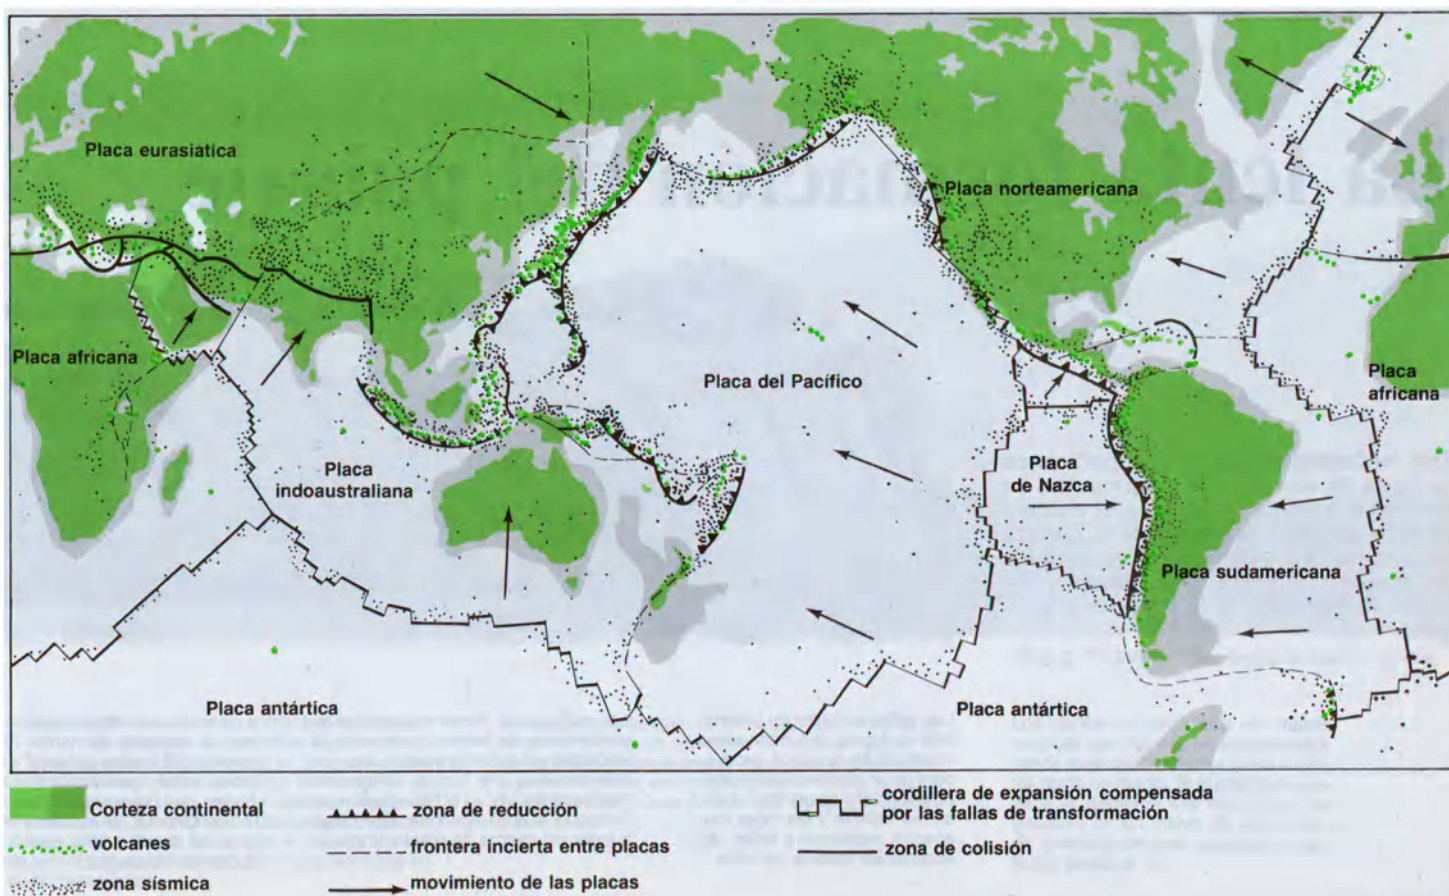 Placa eurasiática
Placa norteamericana
Placa africana
Placa del Pacífico
Placa
africana
Placa
indoaustraliana
Placa
de Nazca
Placa sudamericana
Placa antártica
Placa antártica
Corteza continental
volcanes
zona sísmica
zona de reducción
frontera incierta entre placas
movimiento de las placas
cordillera de expansión compensada
por las fallas de transformación
zona de colisión